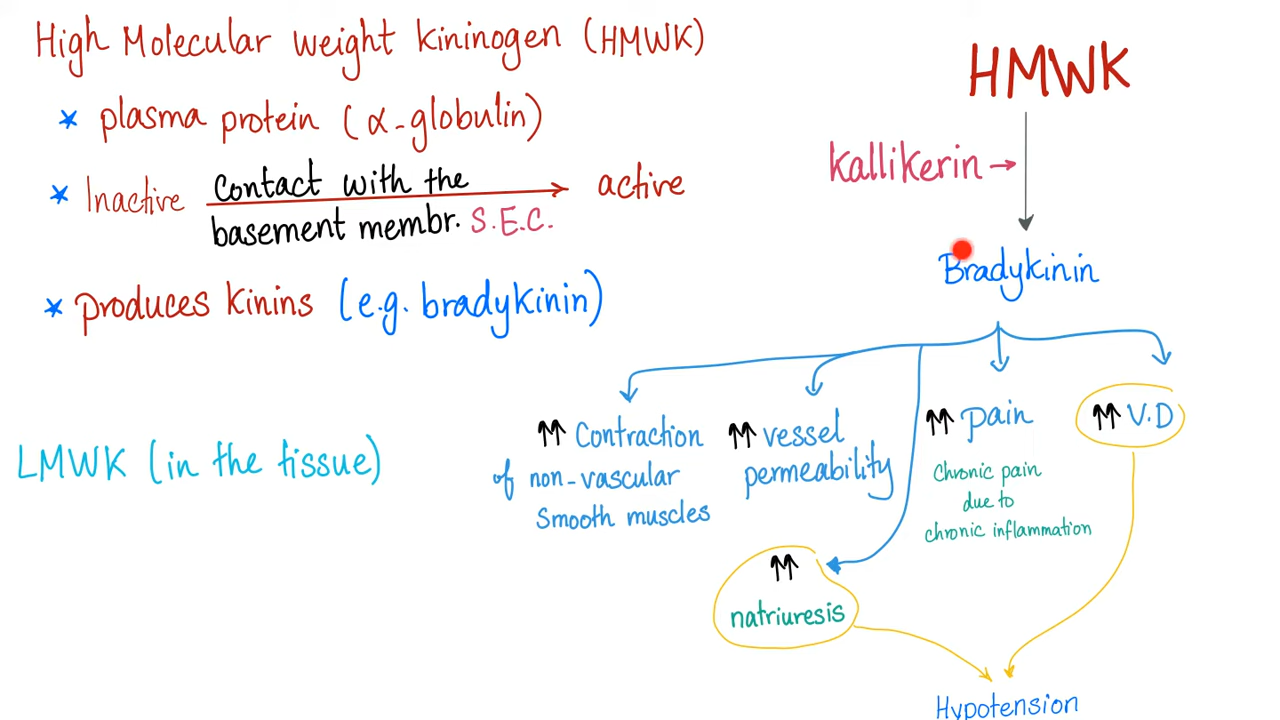 High Molecular weight kininogen (HMWK)
* plasma protein (α-globulin)
* Inactive contact with the active
basement membr. S.E.C.
* produces kinins (e.g. bradykinin)
LMWK (in the tissue)
HMWK
kallikerin →
Bradykinin
↑↑ Contraction
of non-vascular
smooth muscles
↑↑ vessel
permeability
↑↑ pain
chronic pain
due to
chronic inflammation
↑↑ V.D
↑↑
natriuresis
Hypotension